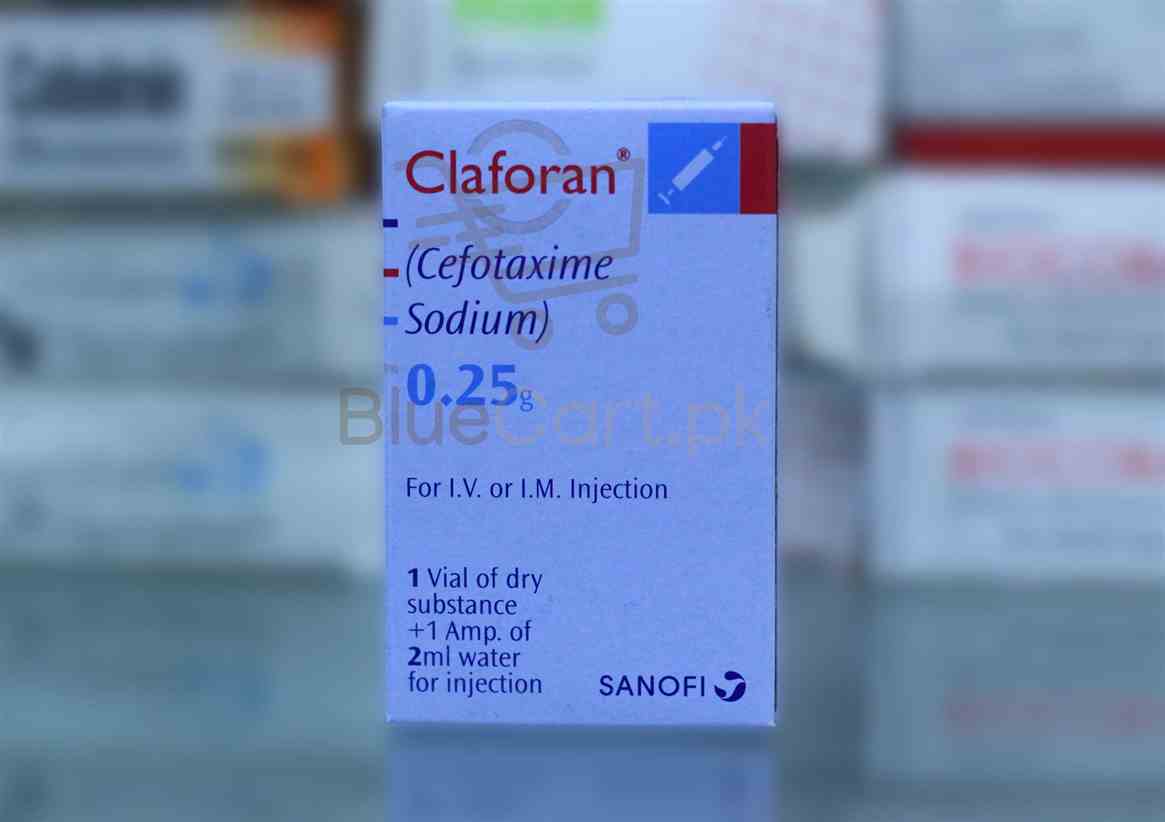 Claforan®
(Cefotaxime
Sodium)
0.25g
BlueCart.pk
For I.V. or I.M. Injection
1 Vial of dry
substance
+1 Amp. of
2ml water
for injection
SANOFI